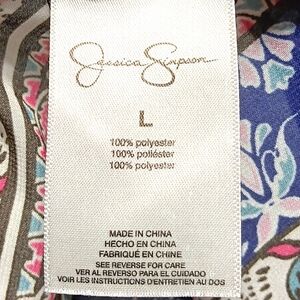 Jessica Simpson
L
100% polyester
100% poliéster
100% polyester
MADE IN CHINA
HECHO EN CHINA
FABRIQUÉ EN CHINE
SEE REVERSE FOR CARE
VER AL REVERSO PARA EL CUIDADO
VOIR LES INSTRUCTIONS D'ENTRETIEN AU DOS